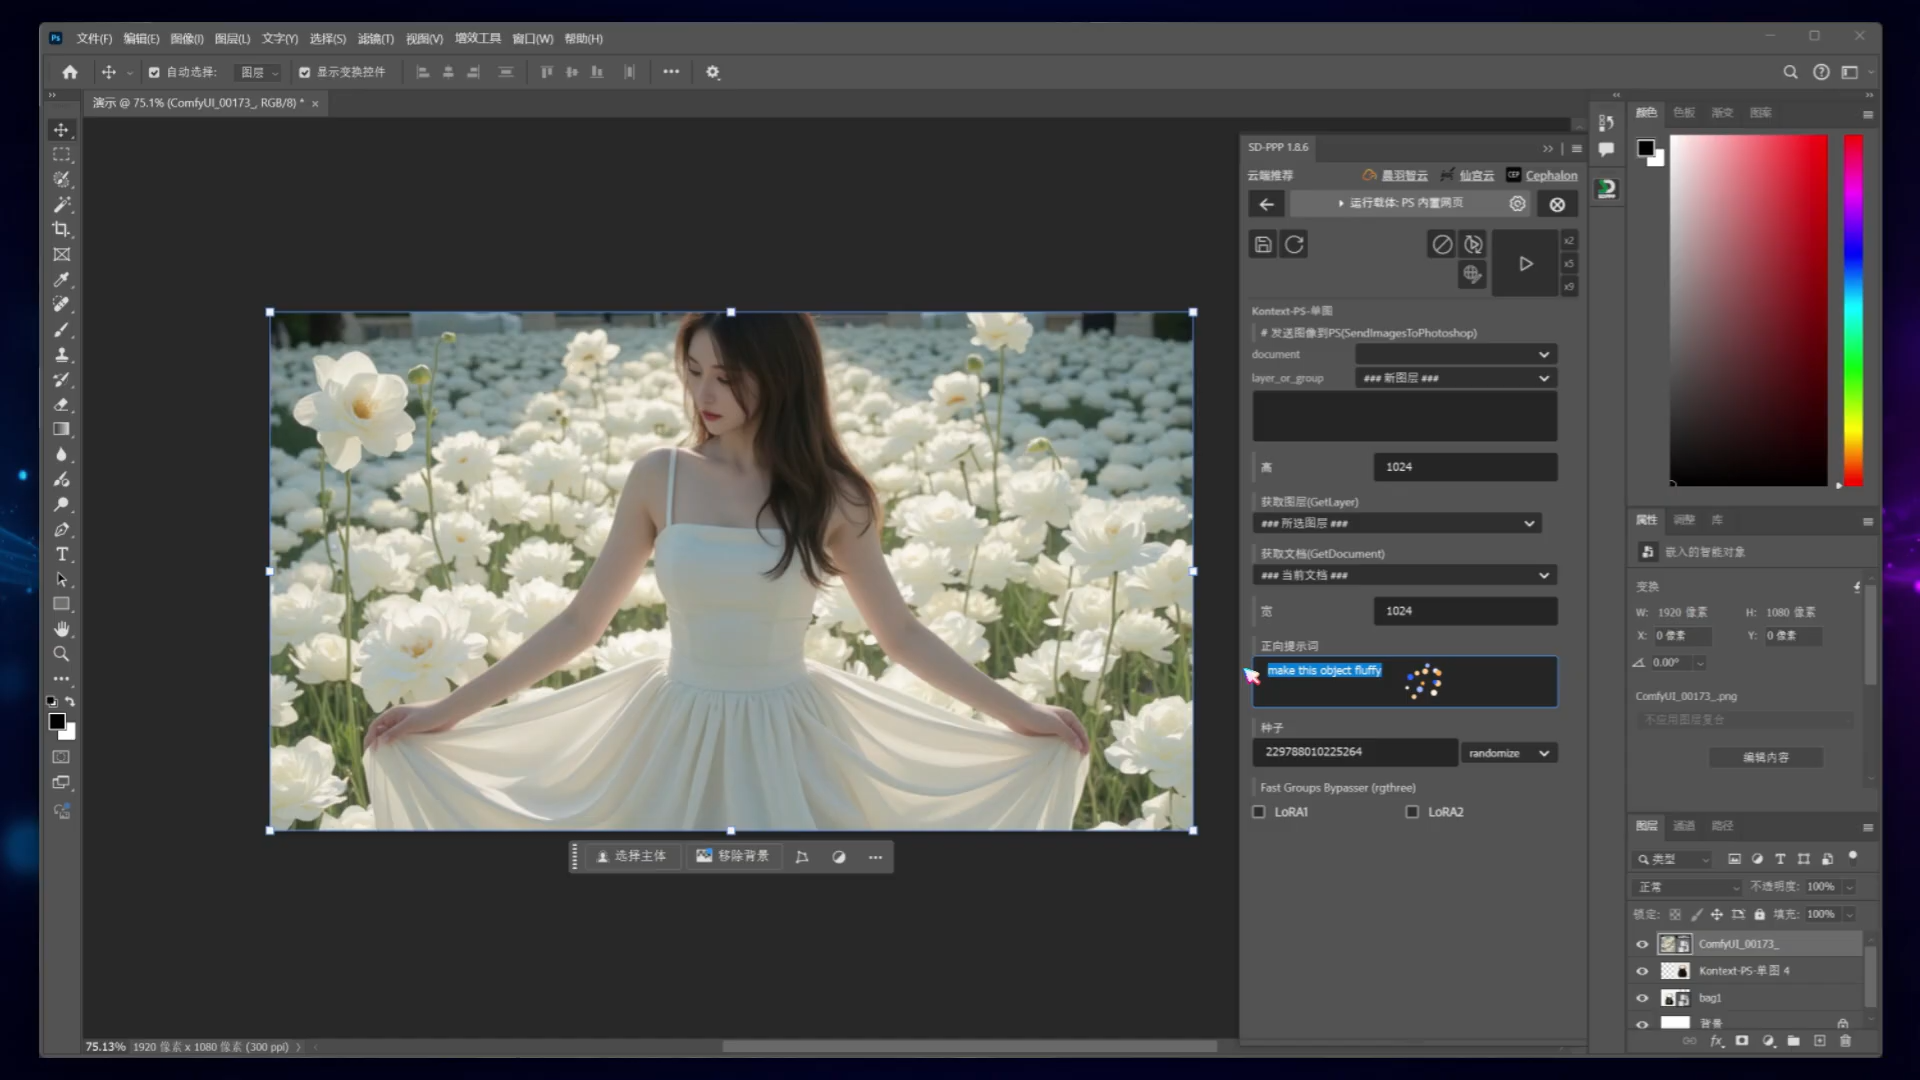 Ps 文件(F) 编辑(E) 图像(I) 图层(L) 文字(Y) 选择(S) 滤镜(T) 视图(V) 增效工具 窗口(W) 帮助(H)
自动选择: 图层 显示变换控件
演示 @ 75.1% (ComfyUI_00173_, RGB/8) *
SD-PPP 1.8.6
云端推荐 晨羽智云 仙宫云 CEP Cephalon
运行载体: PS 内置网页
x2
x5
x9
Kontext-PS-单图
# 发送图像到PS(SendImagesToPhotoshop)
document
layer_or_group ### 新图层 ###
高 1024
获取图层(GetLayer)
### 所选图层 ###
获取文档(GetDocument)
### 当前文档 ###
宽 1024
正向提示词
make this object fluffy
种子
229788010225264 randomize
Fast Groups Bypasser (rgthree)
LoRA1 LoRA2
选择主体 移除背景
75.13% 1920 像素 x 1080 像素 (300 ppi)
颜色 色板 渐变 图案
属性 调整 库
嵌入的智能对象
变换
W: 1920 像素 H: 1080 像素
X: 0 像素 Y: 0 像素
0.00°
ComfyUI_00173_.png
不应用图层复合
编辑内容
图层 通道 路径
类型
正常 不透明度: 100%
锁定: 填充: 100%
ComfyUI_00173_
Kontext-PS-单图 4
bag1
背景
fx